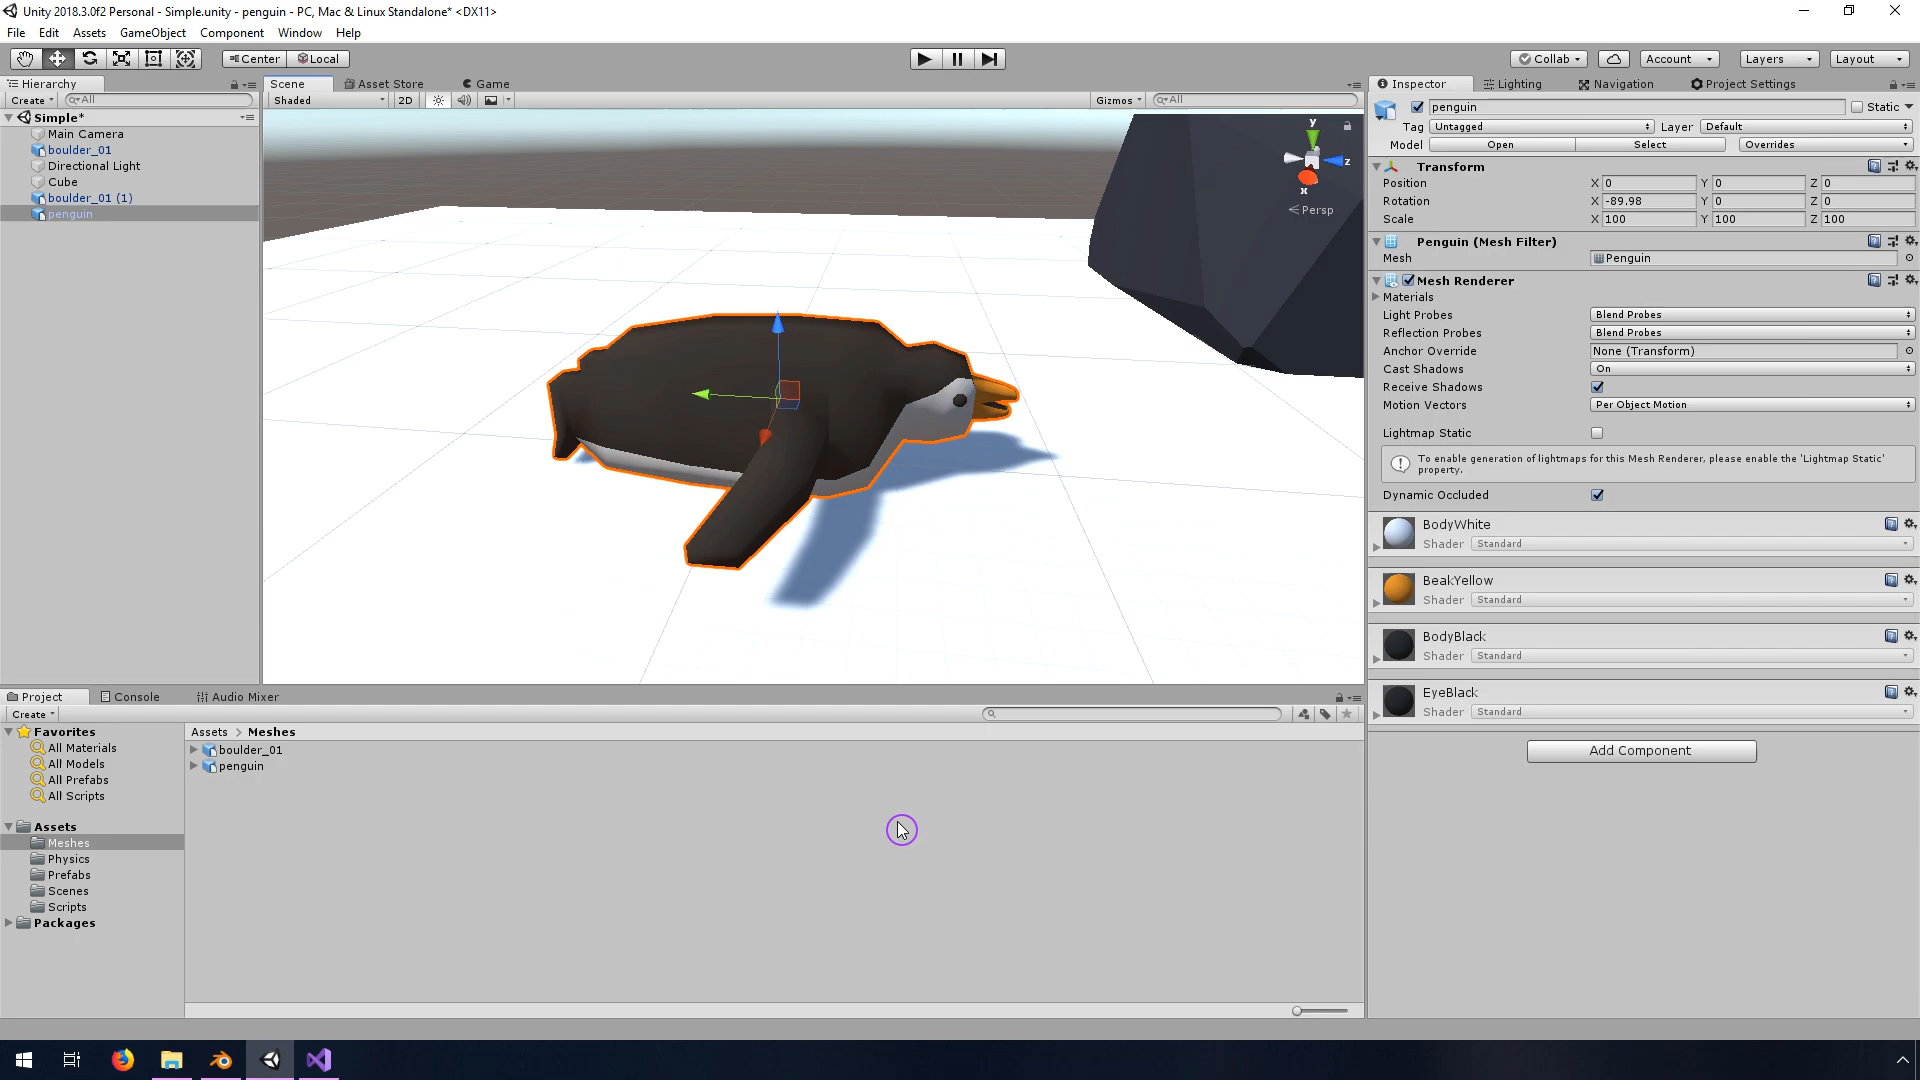 Unity 2018.3.0f2 Personal - Simple.unity - penguin - PC, Mac & Linux Standalone* <DX11>
File Edit Assets GameObject Component Window Help
Center Local
Collab Account Layers Layout
Hierarchy
Create All
Simple*
Main Camera
boulder_01
Directional Light
Cube
boulder_01 (1)
penguin
Scene Asset Store Game
Shaded 2D Gizmos All
y
z
x
Persp
Inspector Lighting Navigation Project Settings
penguin Static
Tag Untagged Layer Default
Model Open Select Overrides
Transform
Position X 0 Y 0 Z 0
Rotation X -89.98 Y 0 Z 0
Scale X 100 Y 100 Z 100
Penguin (Mesh Filter)
Mesh Penguin
Mesh Renderer
Materials
Light Probes Blend Probes
Reflection Probes Blend Probes
Anchor Override None (Transform)
Cast Shadows On
Receive Shadows
Motion Vectors Per Object Motion
Lightmap Static
To enable generation of lightmaps for this Mesh Renderer, please enable the 'Lightmap Static'
property.
Dynamic Occluded
BodyWhite
Shader Standard
BeakYellow
Shader Standard
BodyBlack
Shader Standard
EyeBlack
Shader Standard
Add Component
Project Console Audio Mixer
Create
Favorites
All Materials
All Models
All Prefabs
All Scripts
Assets
Meshes
Physics
Prefabs
Scenes
Scripts
Packages
Assets > Meshes
boulder_01
penguin